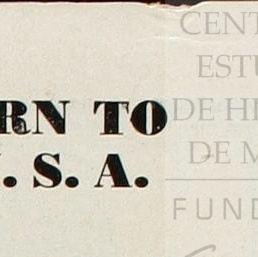 RN TO
. S. A.
CENT
ESTU
DE HI
DE M
FUND